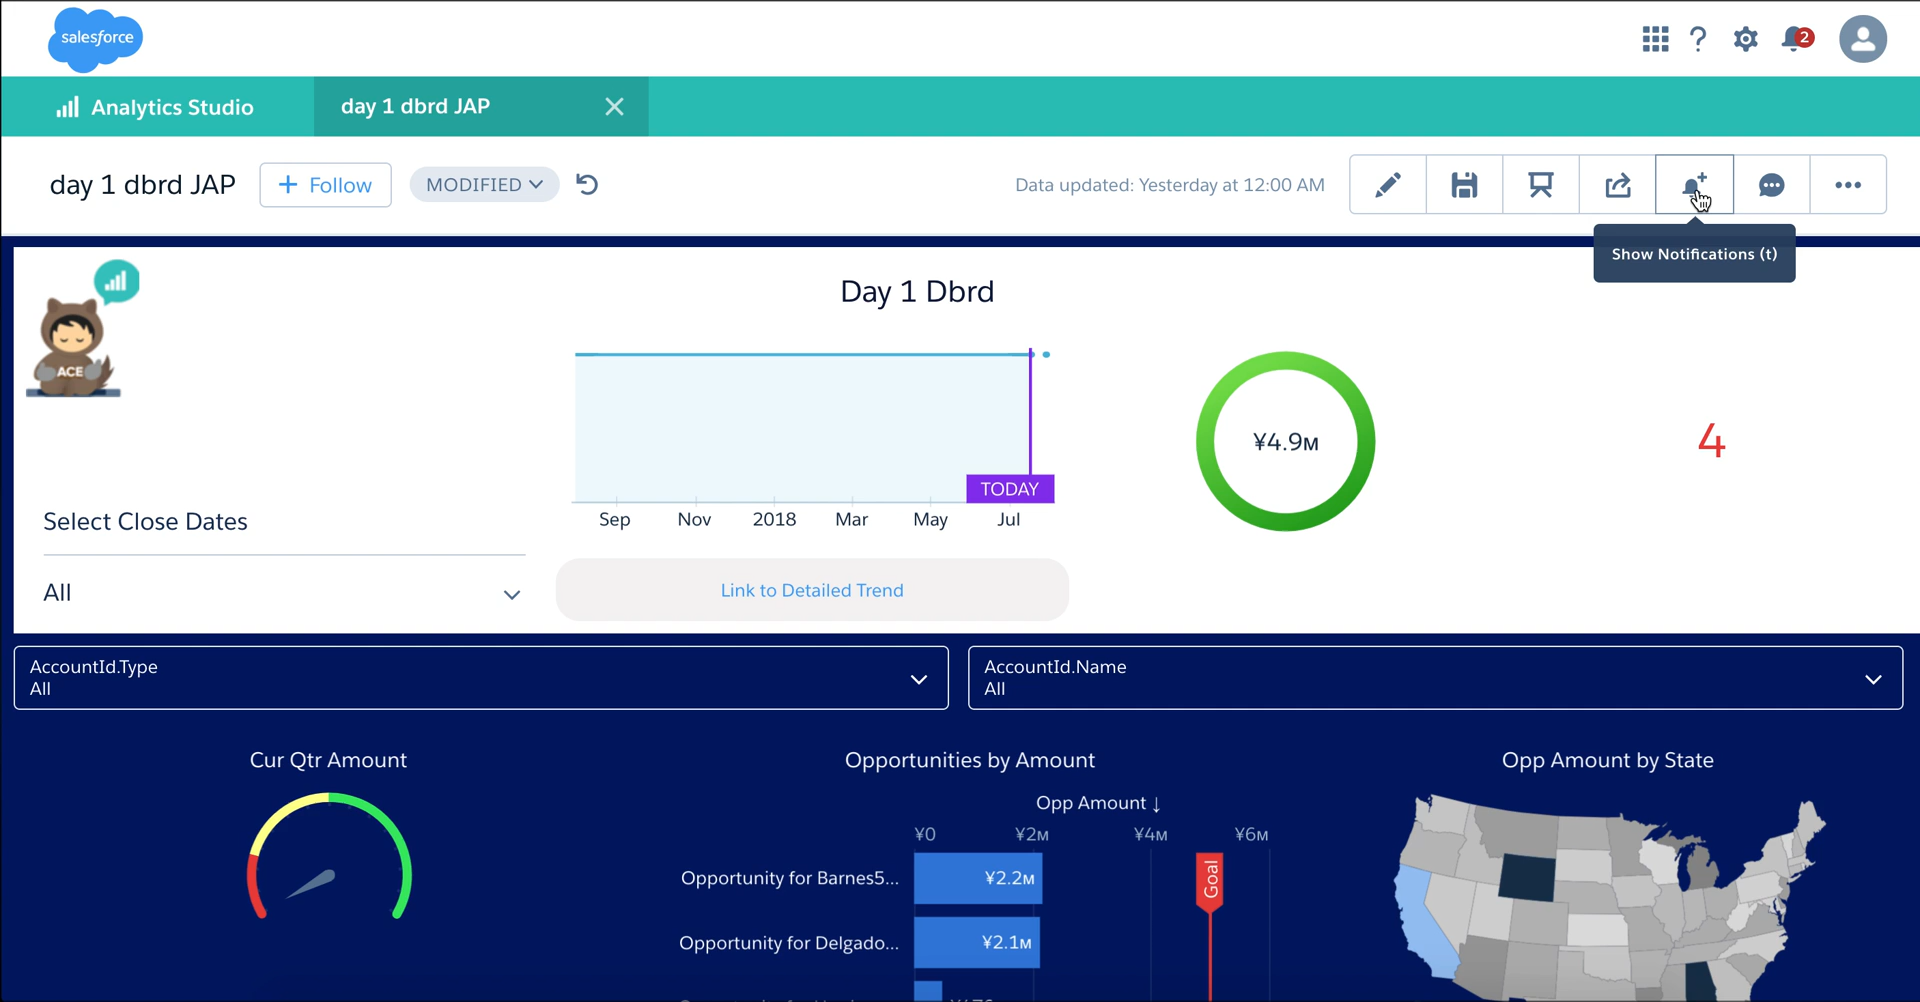 salesforce
2
Analytics Studio
day 1 dbrd JAP
day 1 dbrd JAP
+ Follow
MODIFIED
Data updated: Yesterday at 12:00 AM
Show Notifications (t)
ACE
Day 1 Dbrd
TODAY
Sep Nov 2018 Mar May Jul
¥4.9M
4
Select Close Dates
All
Link to Detailed Trend
AccountId.Type
All
AccountId.Name
All
Cur Qtr Amount
Opportunities by Amount
Opp Amount ↓
¥0 ¥2M ¥4M ¥6M
Opportunity for Barnes5... ¥2.2M
Opportunity for Delgado... ¥2.1M
Goal
Opp Amount by State